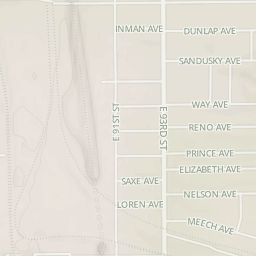 INMAN AVE
DUNLAP AVE
SANDUSKY AVE
WAY AVE
E 91ST ST
E 93RD ST
RENO AVE
PRINCE AVE
ELIZABETH AVE
SAXE AVE
NELSON AVE
LOREN AVE
MEECH AVE